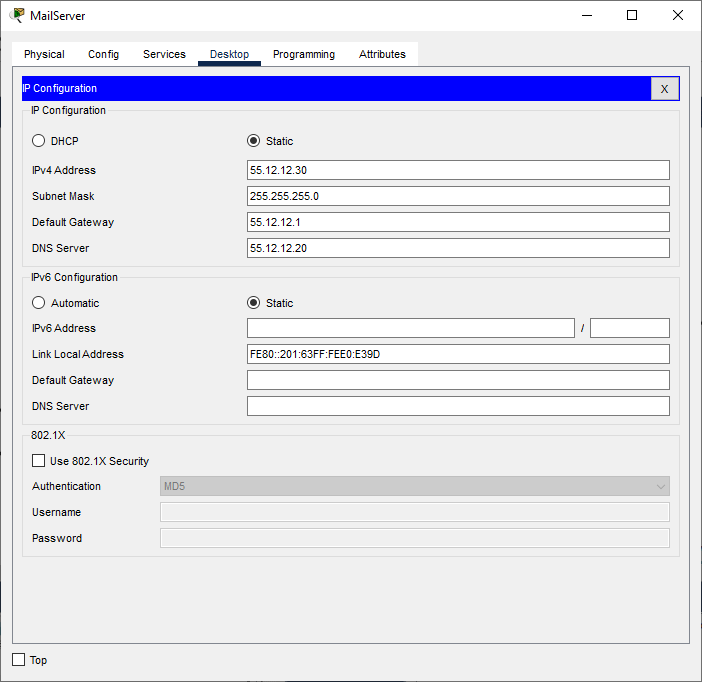 MailServer
Physical Config Services Desktop Programming Attributes
IP Configuration X
IP Configuration
DHCP Static
IPv4 Address 55.12.12.30
Subnet Mask 255.255.255.0
Default Gateway 55.12.12.1
DNS Server 55.12.12.20
IPv6 Configuration
Automatic Static
IPv6 Address /
Link Local Address FE80::201:63FF:FEE0:E39D
Default Gateway
DNS Server
802.1X
Use 802.1X Security
Authentication MD5
Username
Password
Top